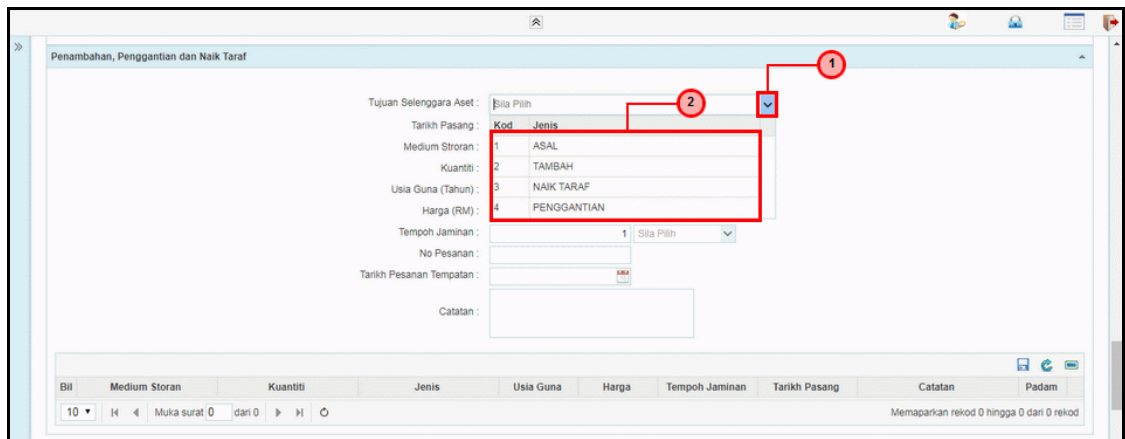 Penambahan, Penggantian dan Naik Taraf
1
Tujuan Selenggara Aset : Sila Pilih
2
Tarikh Pasang : Kod Jenis
Medium Stroran : 1 ASAL
Kuantiti : 2 TAMBAH
Usia Guna (Tahun) : 3 NAIK TARAF
Harga (RM) : 4 PENGGANTIAN
Tempoh Jaminan : 1 Sila Pilih
No Pesanan :
Tarikh Pesanan Tempatan :
Catatan :
Bil Medium Storan Kuantiti Jenis Usia Guna Harga Tempoh Jaminan Tarikh Pasang Catatan Padam
10 Muka surat 0 dari 0 Memaparkan rekod 0 hingga 0 dari 0 rekod